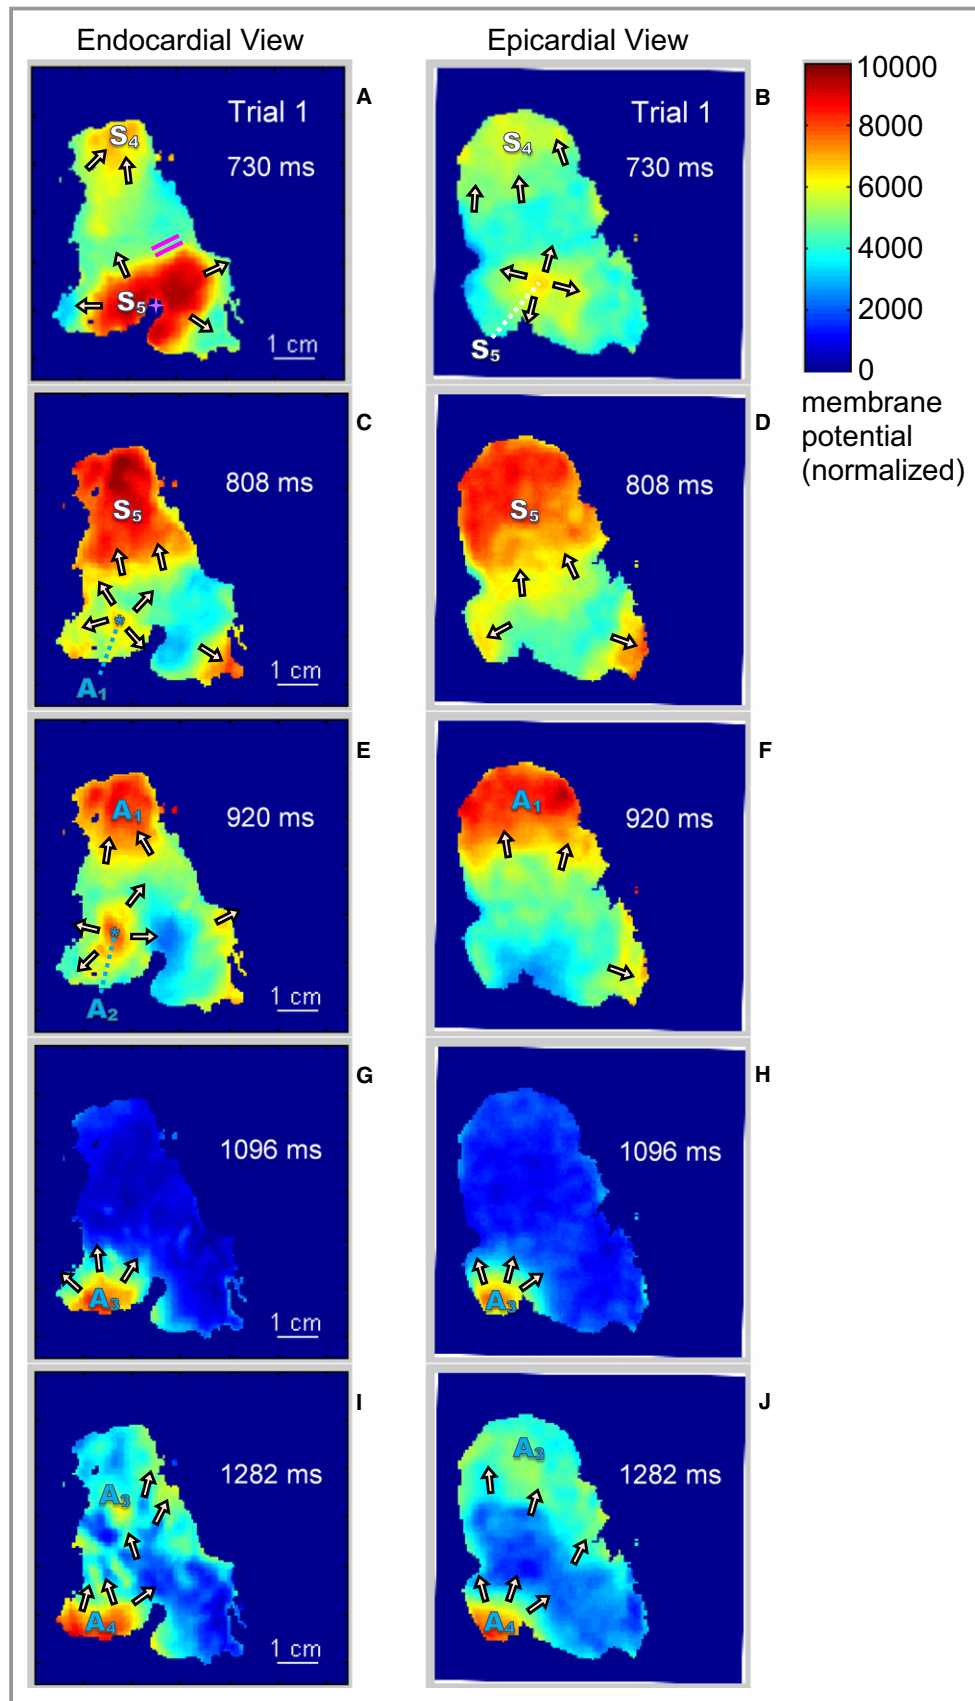 Endocardial View
Epicardial View
A
Trial 1
730 ms
S4
S5
1 cm
B
Trial 1
730 ms
S4
S5
10000
8000
6000
4000
2000
0
membrane
potential
(normalized)
C
808 ms
S5
A1
1 cm
D
808 ms
S5
E
920 ms
A1
A2
1 cm
F
920 ms
A1
G
1096 ms
A3
1 cm
H
1096 ms
A3
I
1282 ms
A3
A4
1 cm
J
1282 ms
A3
A4